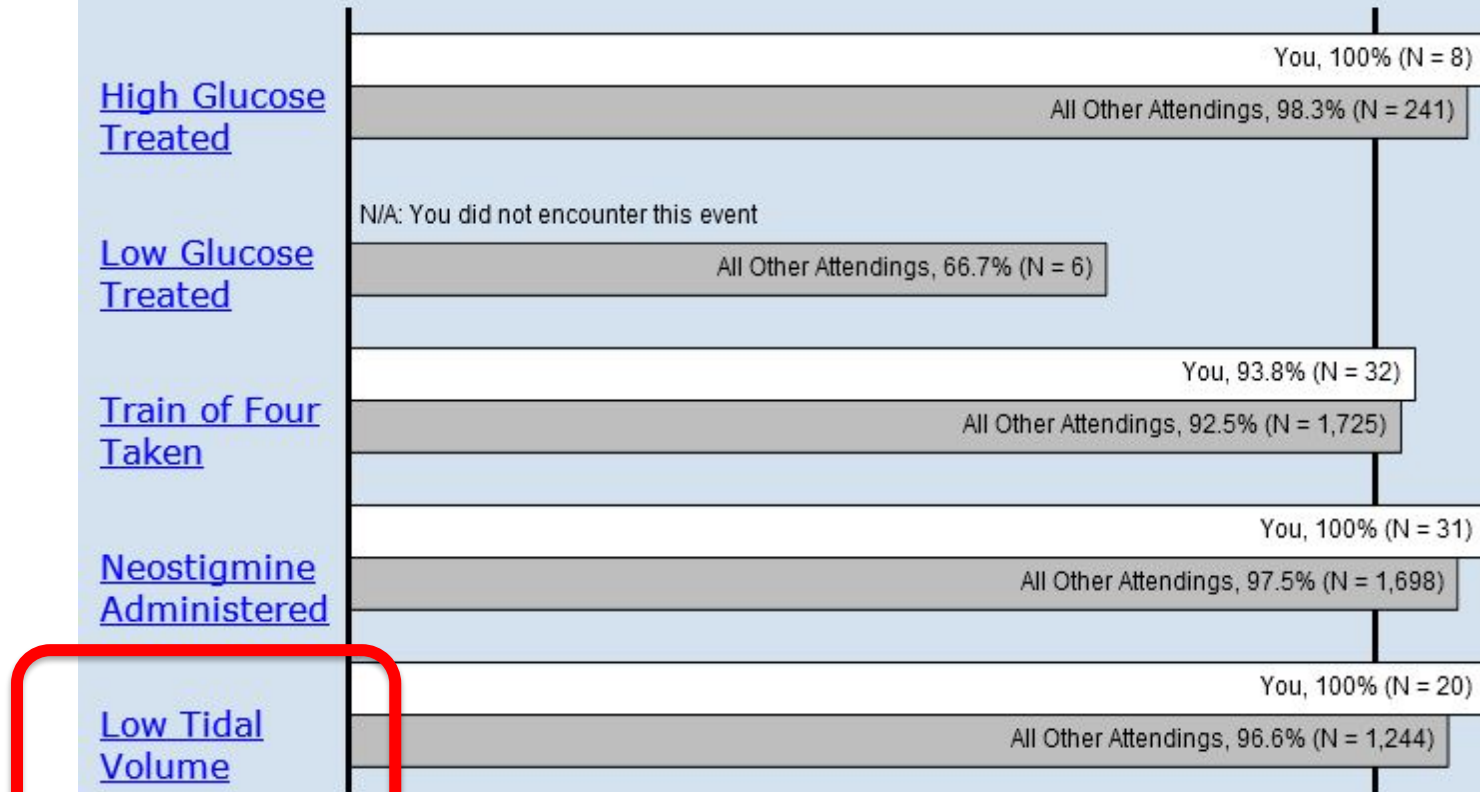 You, 100% (N = 8)
High Glucose
Treated
All Other Attendings, 98.3% (N = 241)
N/A: You did not encounter this event
Low Glucose
Treated
All Other Attendings, 66.7% (N = 6)
You, 93.8% (N = 32)
Train of Four
Taken
All Other Attendings, 92.5% (N = 1,725)
You, 100% (N = 31)
Neostigmine
Administered
All Other Attendings, 97.5% (N = 1,698)
You, 100% (N = 20)
Low Tidal
Volume
All Other Attendings, 96.6% (N = 1,244)